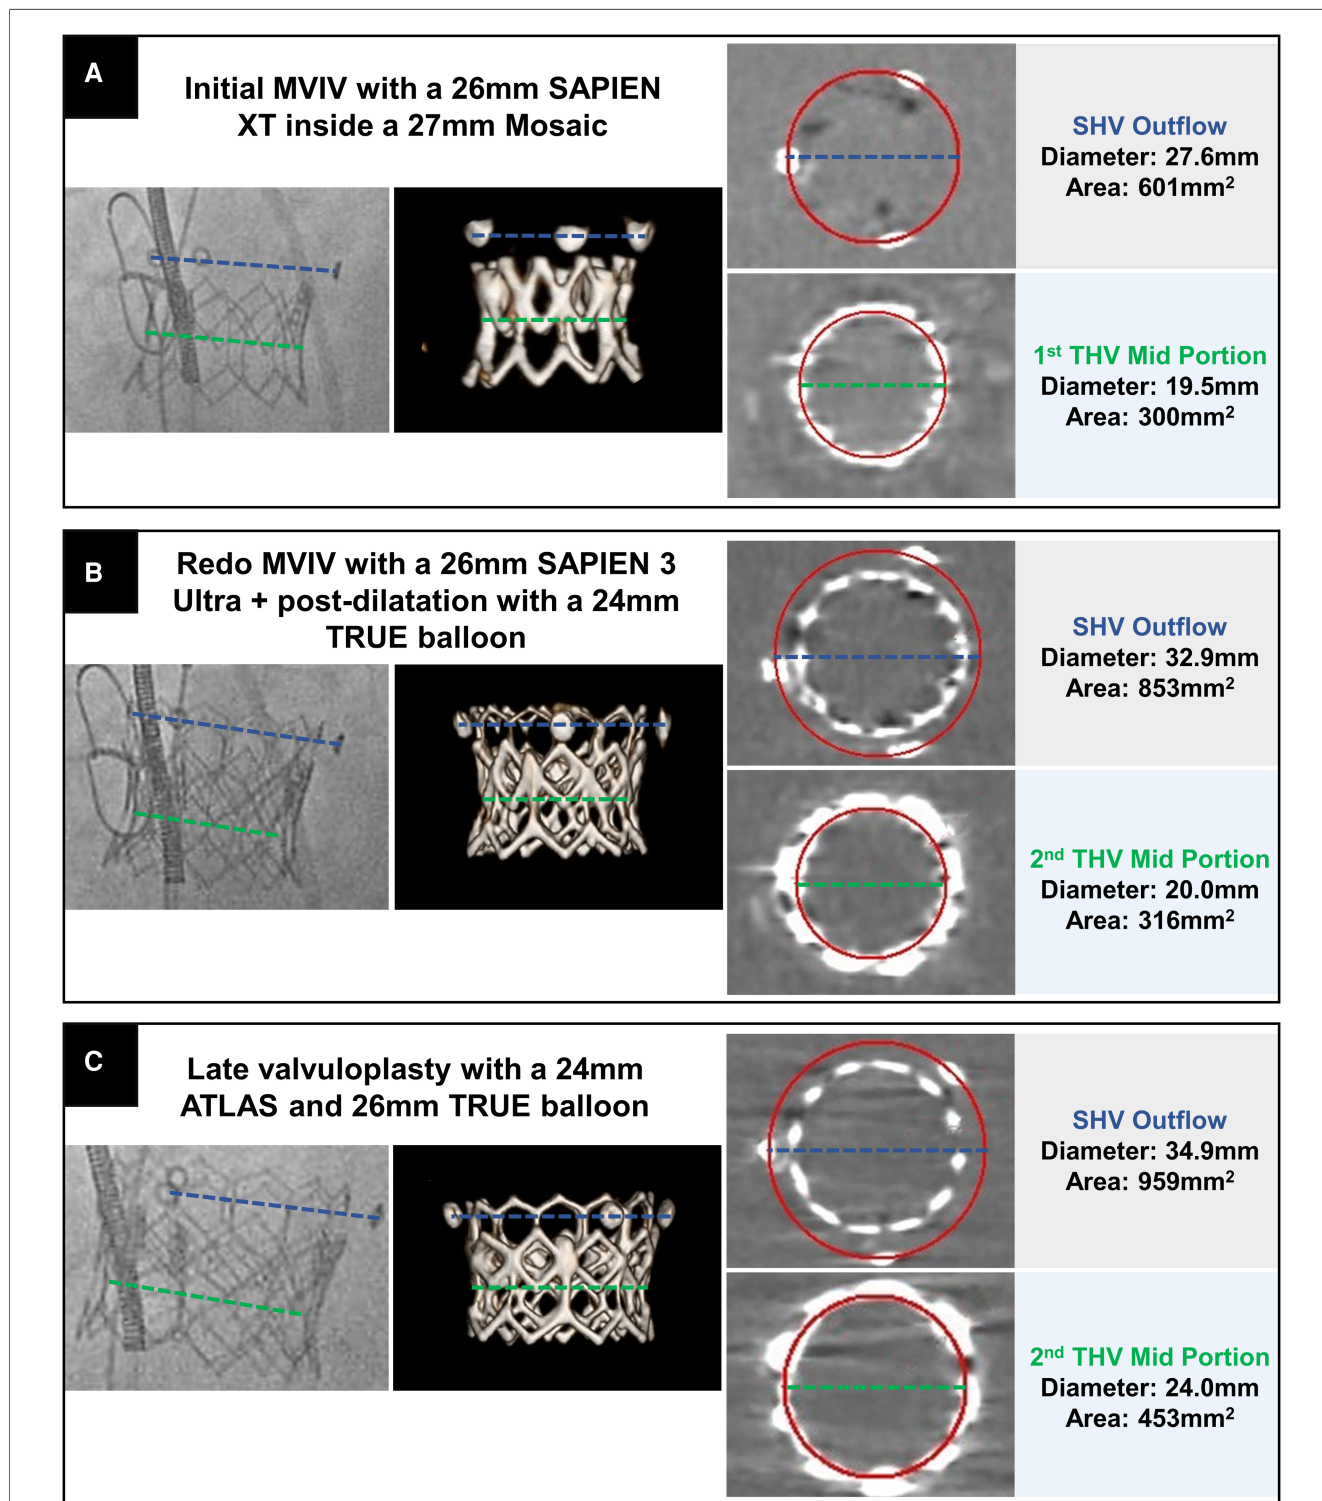 A
Initial MVIV with a 26mm SAPIEN
XT inside a 27mm Mosaic
SHV Outflow
Diameter: 27.6mm
Area: 601mm²
1st THV Mid Portion
Diameter: 19.5mm
Area: 300mm²
B
Redo MVIV with a 26mm SAPIEN 3
Ultra + post-dilatation with a 24mm
TRUE balloon
SHV Outflow
Diameter: 32.9mm
Area: 853mm²
2nd THV Mid Portion
Diameter: 20.0mm
Area: 316mm²
C
Late valvuloplasty with a 24mm
ATLAS and 26mm TRUE balloon
SHV Outflow
Diameter: 34.9mm
Area: 959mm²
2nd THV Mid Portion
Diameter: 24.0mm
Area: 453mm²